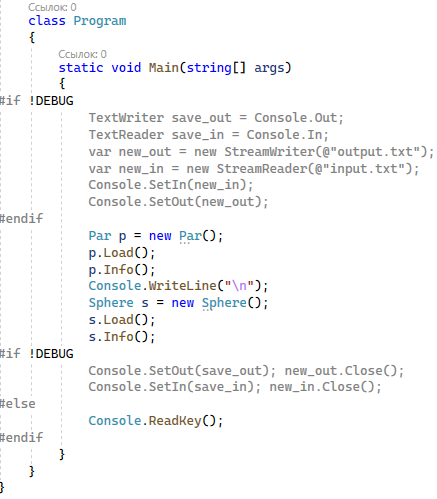 Ссылок: 0
class Program
{
Ссылок: 0
static void Main(string[] args)
{
#if !DEBUG
TextWriter save_out = Console.Out;
TextReader save_in = Console.In;
var new_out = new StreamWriter(@"output.txt");
var new_in = new StreamReader(@"input.txt");
Console.SetIn(new_in);
Console.SetOut(new_out);
#endif
Par p = new Par();
p.Load();
p.Info();
Console.WriteLine("\n");
Sphere s = new Sphere();
s.Load();
s.Info();
#if !DEBUG
Console.SetOut(save_out); new_out.Close();
Console.SetIn(save_in); new_in.Close();
#else
Console.ReadKey();
#endif
}
}
}